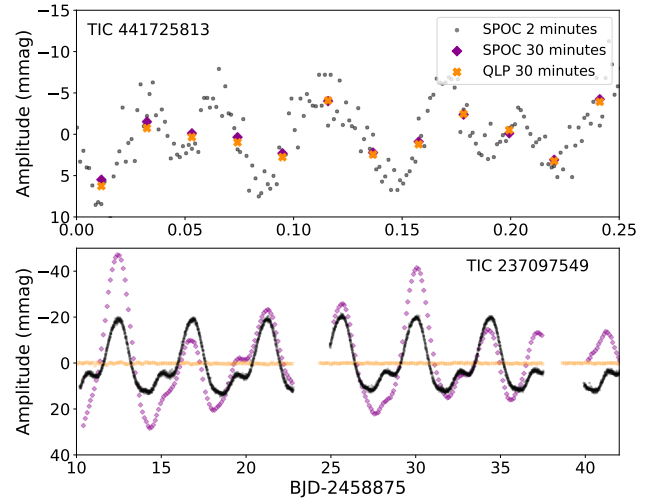 TIC 441725813
SPOC 2 minutes
SPOC 30 minutes
QLP 30 minutes
Amplitude (mmag)
−15
−10
−5
0
5
10
0.00 0.05 0.10 0.15 0.20 0.25
TIC 237097549
Amplitude (mmag)
−40
−20
0
20
40
10 15 20 25 30 35 40
BJD-2458875